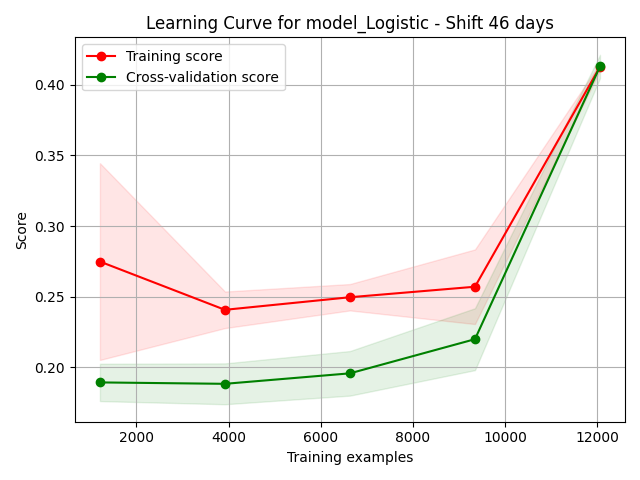 Learning Curve for model_Logistic - Shift 46 days
Training score
Cross-validation score
Score
0.40
0.35
0.30
0.25
0.20
2000 4000 6000 8000 10000 12000
Training examples